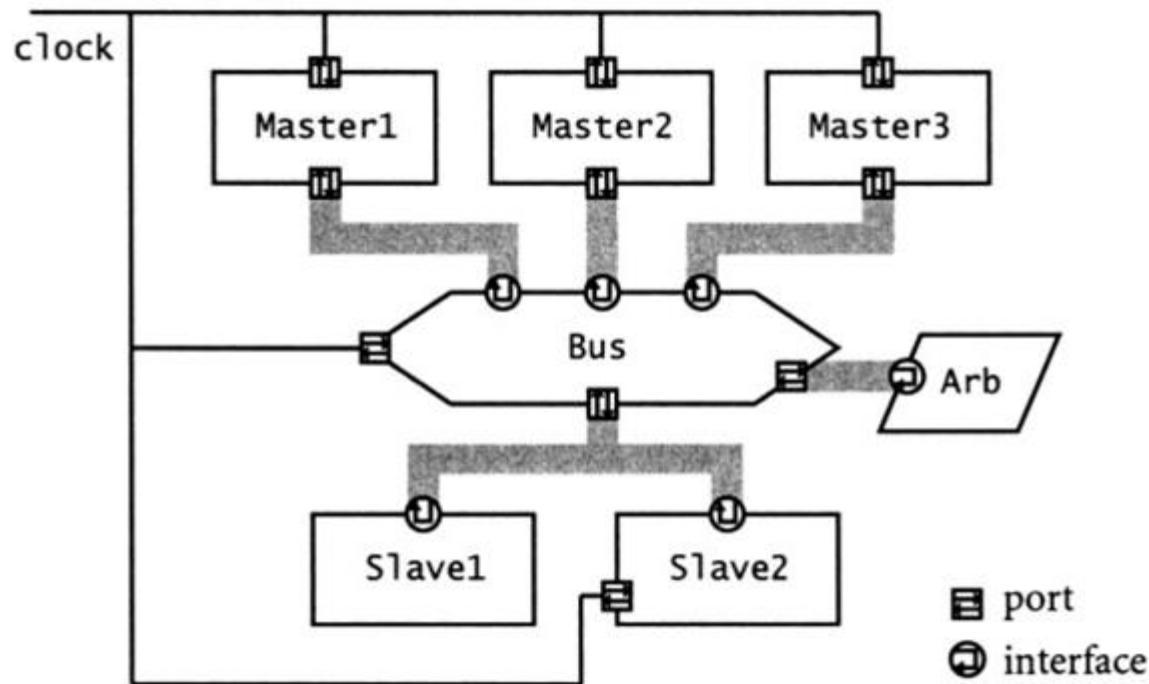 clock
Master1
Master2
Master3
Bus
Arb
Slave1
Slave2
port
interface